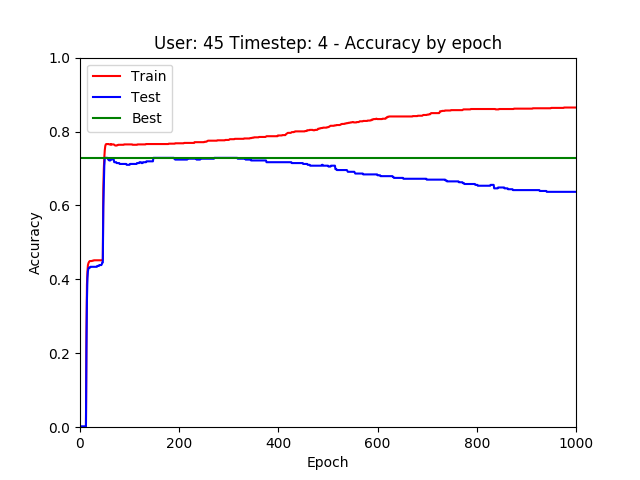 User: 45 Timestep: 4 - Accuracy by epoch
1.0
0.8
0.6
0.4
0.2
0.0
Accuracy
Train
Test
Best
0 200 400 600 800 1000
Epoch